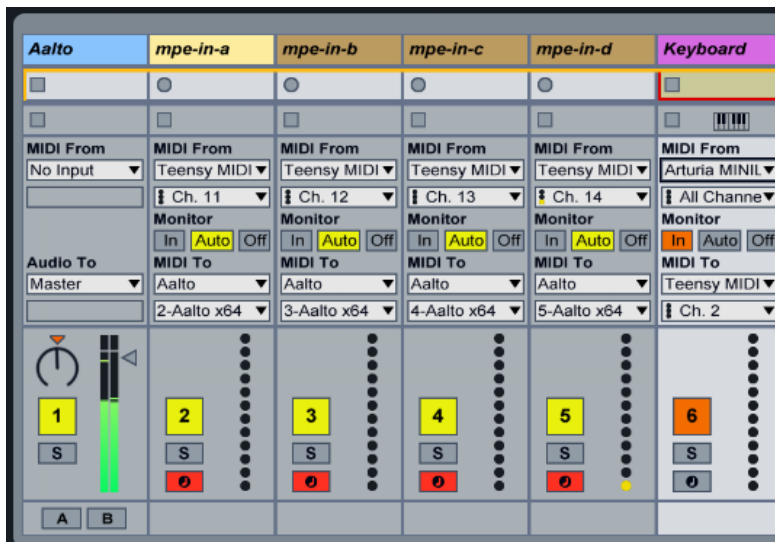 Aalto mpe-in-a mpe-in-b mpe-in-c mpe-in-d Keyboard
MIDI From MIDI From MIDI From MIDI From MIDI From MIDI From
No Input Teensy MIDI Teensy MIDI Teensy MIDI Teensy MIDI Arturia MINIL
Ch. 11 Ch. 12 Ch. 13 Ch. 14 All Channe
Monitor Monitor Monitor Monitor Monitor
In Auto Off In Auto Off In Auto Off In Auto Off In Auto Off
Audio To MIDI To MIDI To MIDI To MIDI To MIDI To
Master Aalto Aalto Aalto Aalto Teensy MIDI
2-Aalto x64 3-Aalto x64 4-Aalto x64 5-Aalto x64 Ch. 2
1 2 3 4 5 6
S S S S S S
A B